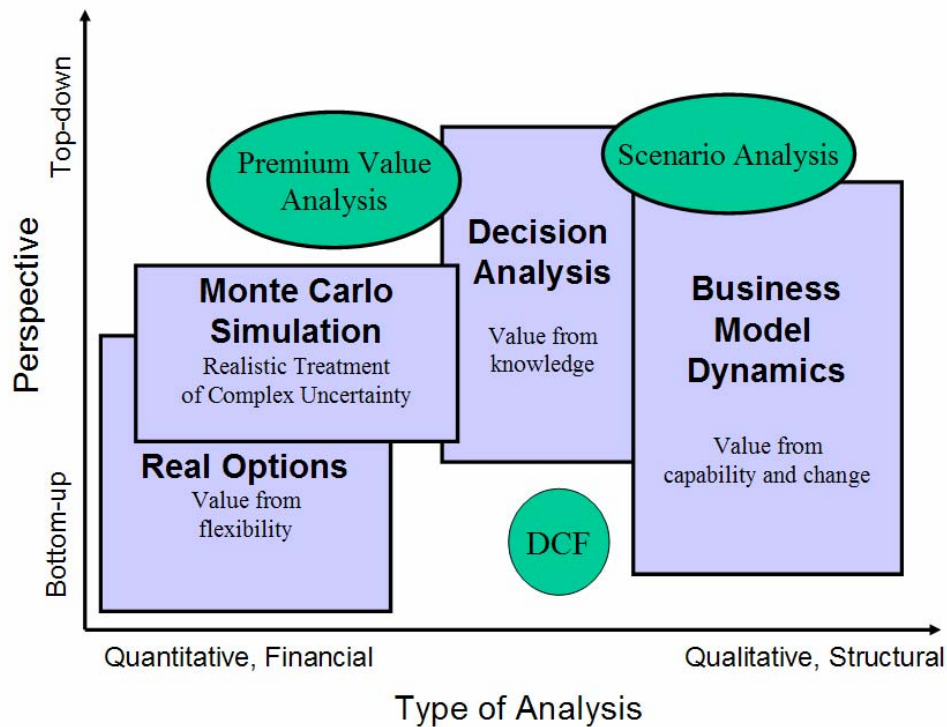 Top-down
Perspective
Bottom-up
Premium Value
Analysis
Scenario Analysis
Decision
Analysis
Value from
knowledge
Monte Carlo
Simulation
Realistic Treatment
of Complex Uncertainty
Business
Model
Dynamics
Value from
capability and change
Real Options
Value from
flexibility
DCF
Quantitative, Financial
Qualitative, Structural
Type of Analysis